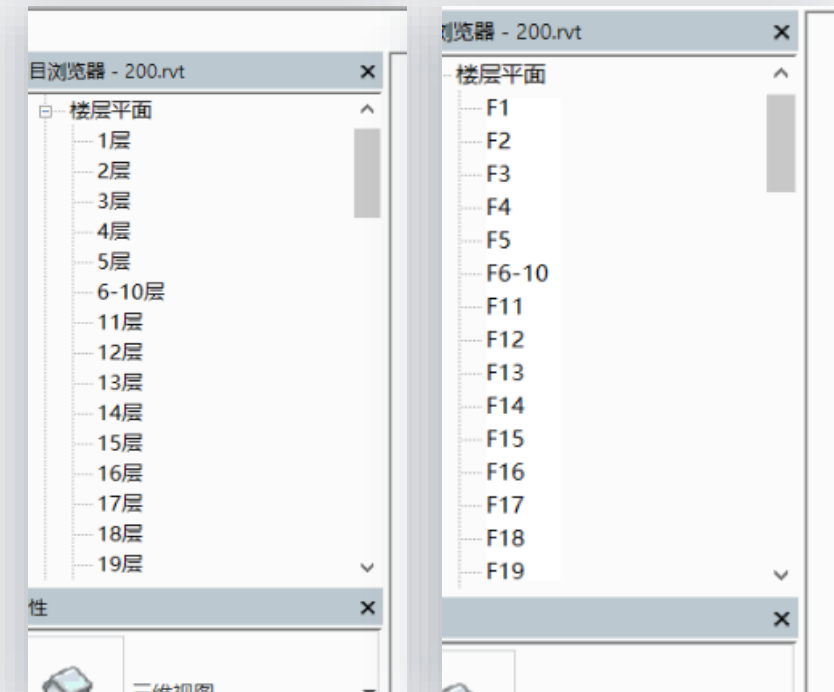 目浏览器 - 200.rvt
楼层平面
1层
2层
3层
4层
5层
6-10层
11层
12层
13层
14层
15层
16层
17层
18层
19层
性
三维视图
浏览器 - 200.rvt
楼层平面
F1
F2
F3
F4
F5
F6-10
F11
F12
F13
F14
F15
F16
F17
F18
F19